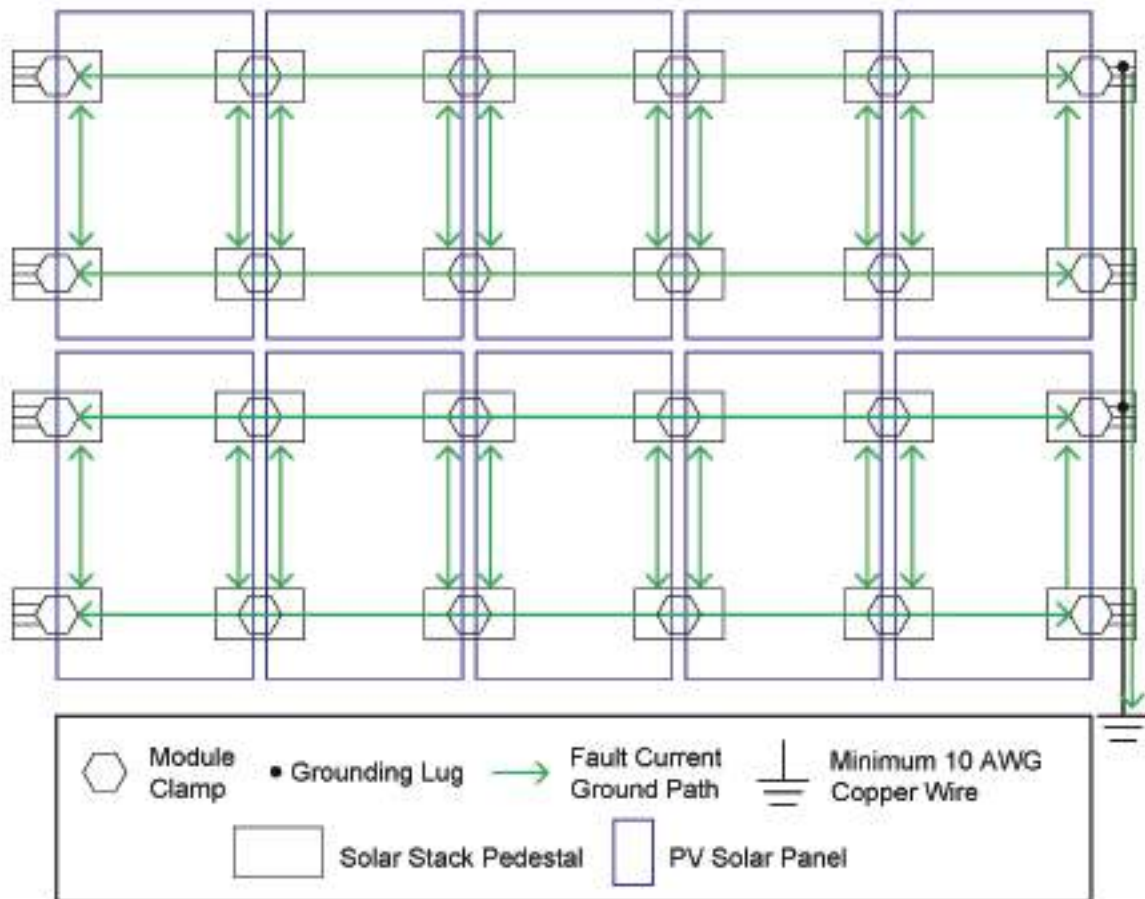 Module
Clamp
Grounding Lug
Fault Current
Ground Path
Minimum 10 AWG
Copper Wire
Solar Stack Pedestal
PV Solar Panel